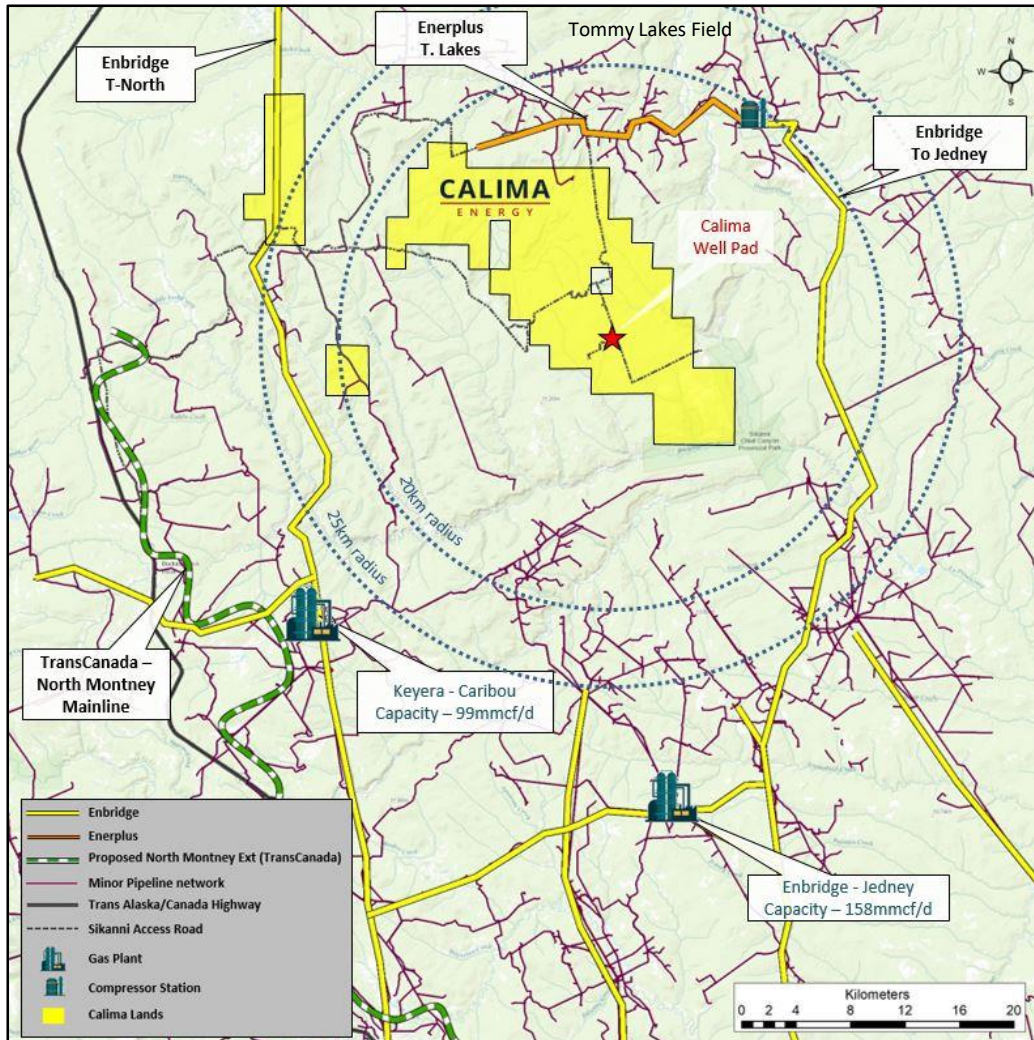 Tommy Lakes Field
Enbridge
T-North
Enerplus
T. Lakes
N
W
S
Enbridge
To Jedney
CALIMA
ENERGY
Calima
Well Pad
20km radius
25km radius
TransCanada –
North Montney
Mainline
Keyera - Caribou
Capacity – 99mmcf/d
Enbridge - Jedney
Capacity – 158mmcf/d
Enbridge
Enerplus
Proposed North Montney Ext (TransCanada)
Minor Pipeline network
Trans Alaska/Canada Highway
Sikanni Access Road
Gas Plant
Compressor Station
Calima Lands
Kilometers
0 2 4 8 12 16 20